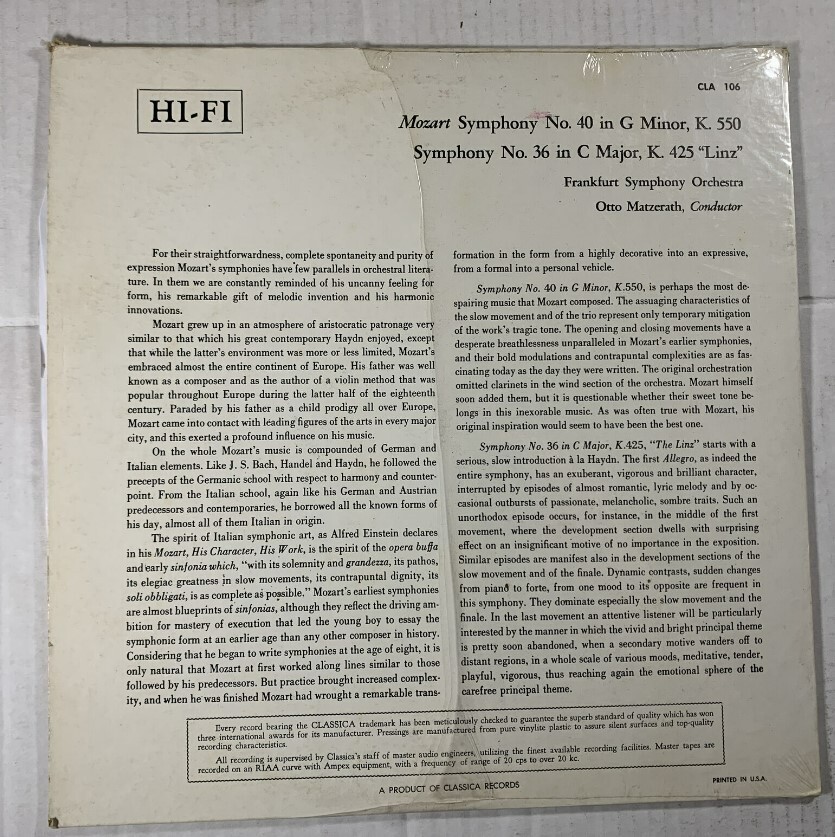 CLA 106
HI-FI
Mozart Symphony No. 40 in G Minor, K. 550
Symphony No. 36 in C Major, K. 425 "Linz"
Frankfurt Symphony Orchestra
Otto Matzerath, Conductor
For their straightforwardness, complete spontaneity and purity of
expression Mozart's symphonies have few parallels in orchestral litera-
ture. In them we are constantly reminded of his uncanny feeling for
form, his remarkable gift of melodic invention and his harmonic
innovations.
Mozart grew up in an atmosphere of aristocratic patronage very
similar to that which his great contemporary Haydn enjoyed, except
that while the latter's environment was more or less limited, Mozart's
embraced almost the entire continent of Europe. His father was well
known as a composer and as the author of a violin method that was
popular throughout Europe during the latter half of the eighteenth
century. Paraded by his father as a child prodigy all over Europe,
Mozart came into contact with leading figures of the arts in every major
city, and this exerted a profound influence on his music.
On the whole Mozart's music is compounded of German and
Italian elements. Like J. S. Bach, Handel and Haydn, he followed the
precepts of the Germanic school with respect to harmony and counter-
point. From the Italian school, again like his German and Austrian
predecessors and contemporaries, he borrowed all the known forms of
his day, almost all of them Italian in origin.
The spirit of Italian symphonic art, as Alfred Einstein declares
in his Mozart, His Character, His Work, is the spirit of the opera buffa
and early sinfonia which, "with its solemnity and grandezza, its pathos,
its elegiac greatness in slow movements, its contrapuntal dignity, its
soli obbligati, is as complete as possible." Mozart's earliest symphonies
are almost blueprints of sinfonias, although they reflect the driving am-
bition for mastery of execution that led the young boy to essay the
symphonic form at an earlier age than any other composer in history.
Considering that he began to write symphonies at the age of eight, it is
only natural that Mozart at first worked along lines similar to those
followed by his predecessors. But practice brought increased complex-
ity, and when he was finished Mozart had wrought a remarkable trans-
formation in the form from a highly decorative into an expressive,
from a formal into a personal vehicle.
Symphony No. 40 in G Minor, K.550, is perhaps the most de-
spairing music that Mozart composed. The assuaging characteristics of
the slow movement and of the trio represent only temporary mitigation
of the work's tragic tone. The opening and closing movements have a
desperate breathlessness unparalleled in Mozart's earlier symphonies,
and their bold modulations and contrapuntal complexities are as fas-
cinating today as the day they were written. The original orchestration
omitted clarinets in the wind section of the orchestra. Mozart himself
soon added them, but it is questionable whether their sweet tone be-
longs in this inexorable music. As was often true with Mozart, his
original inspiration would seem to have been the best one.
Symphony No. 36 in C Major, K.425, "The Linz" starts with a
serious, slow introduction à la Haydn. The first Allegro, as indeed the
entire symphony, has an exuberant, vigorous and brilliant character,
interrupted by episodes of almost romantic, lyric melody and by oc-
casional outbursts of passionate, melancholic, sombre traits. Such an
unorthodox episode occurs, for instance, in the middle of the first
movement, where the development section dwells with surprising
effect on an insignificant motive of no importance in the exposition.
Similar episodes are manifest also in the development sections of the
slow movement and of the finale. Dynamic contrasts, sudden changes
from piano to forte, from one mood to its opposite are frequent in
this symphony. They dominate especially the slow movement and the
finale. In the last movement an attentive listener will be particularly
interested by the manner in which the vivid and bright principal theme
is pretty soon abandoned, when a secondary motive wanders off to
distant regions, in a whole scale of various moods, meditative, tender,
playful, vigorous, thus reaching again the emotional sphere of the
carefree principal theme.
Every record bearing the CLASSICA trademark has been meticulously checked to guarantee the superb standard of quality which has won
three international awards for its manufacturer. Pressings are manufactured from pure vinylite plastic to assure silent surfaces and top-quality
recording characteristics.
All recording is supervised by Classica's staff of master audio engineers, utilizing the finest available recording facilities. Master tapes are
recorded on an RIAA curve with Ampex equipment, with a frequency of range of 20 cps to over 20 kc.
A PRODUCT OF CLASSICA RECORDS
PRINTED IN U.S.A.